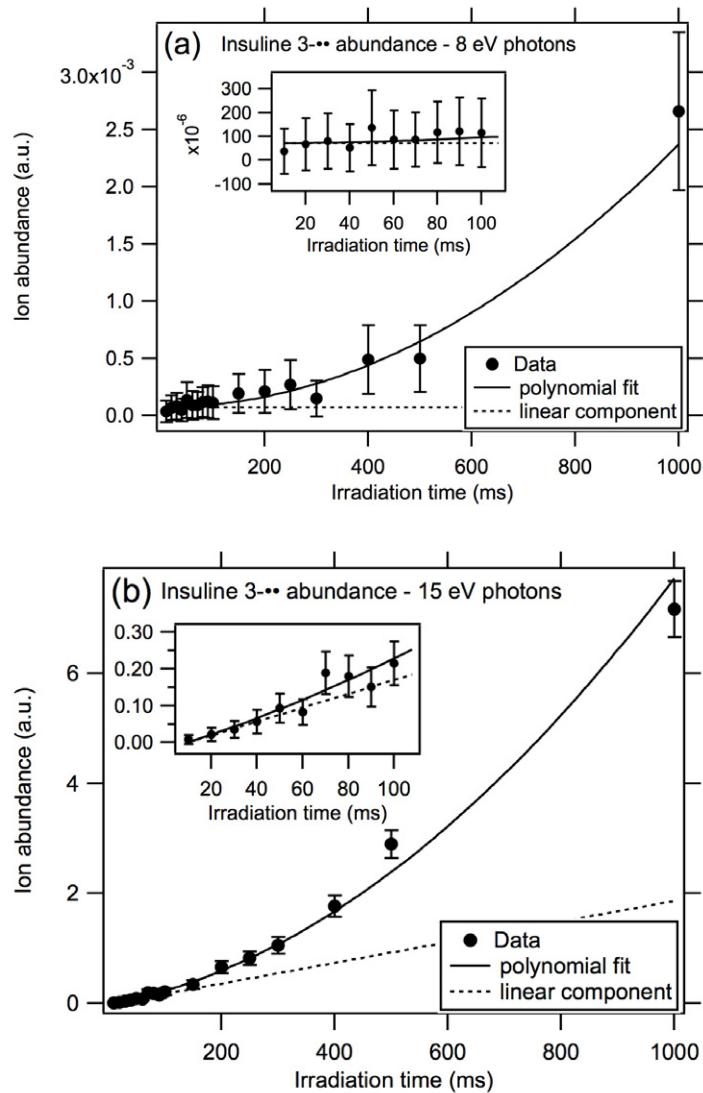 (a) Insuline 3-•• abundance - 8 eV photons
3.0x10-3
2.5
2.0
1.5
1.0
0.5
0.0
Ion abundance (a.u.)
300
200
100
0
-100
x10-6
20 40 60 80 100
Irradiation time (ms)
Data
polynomial fit
linear component
200 400 600 800 1000
Irradiation time (ms)
(b) Insuline 3-•• abundance - 15 eV photons
6
4
2
0
Ion abundance (a.u.)
0.30
0.20
0.10
0.00
20 40 60 80 100
Irradiation time (ms)
Data
polynomial fit
linear component
200 400 600 800 1000
Irradiation time (ms)